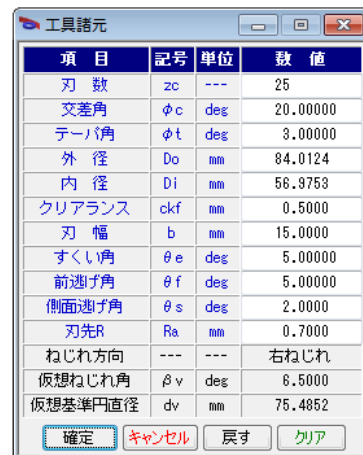 工具諸元
項 目 記号 単位 数 値
刃 数 zc --- 25
交差角 φc deg 20.00000
テーパ角 φt deg 3.00000
外 径 Do mm 84.0124
内 径 Di mm 56.9753
クリアランス ckf mm 0.5000
刃 幅 b mm 15.0000
すくい角 θe deg 5.00000
前逃げ角 θf deg 5.00000
側面逃げ角 θs deg 2.0000
刃先R Ra mm 0.7000
ねじれ方向 --- --- 右ねじれ
仮想ねじれ角 βv deg 6.5000
仮想基準円直径 dv mm 75.4852
確定 キャンセル 戻す クリア